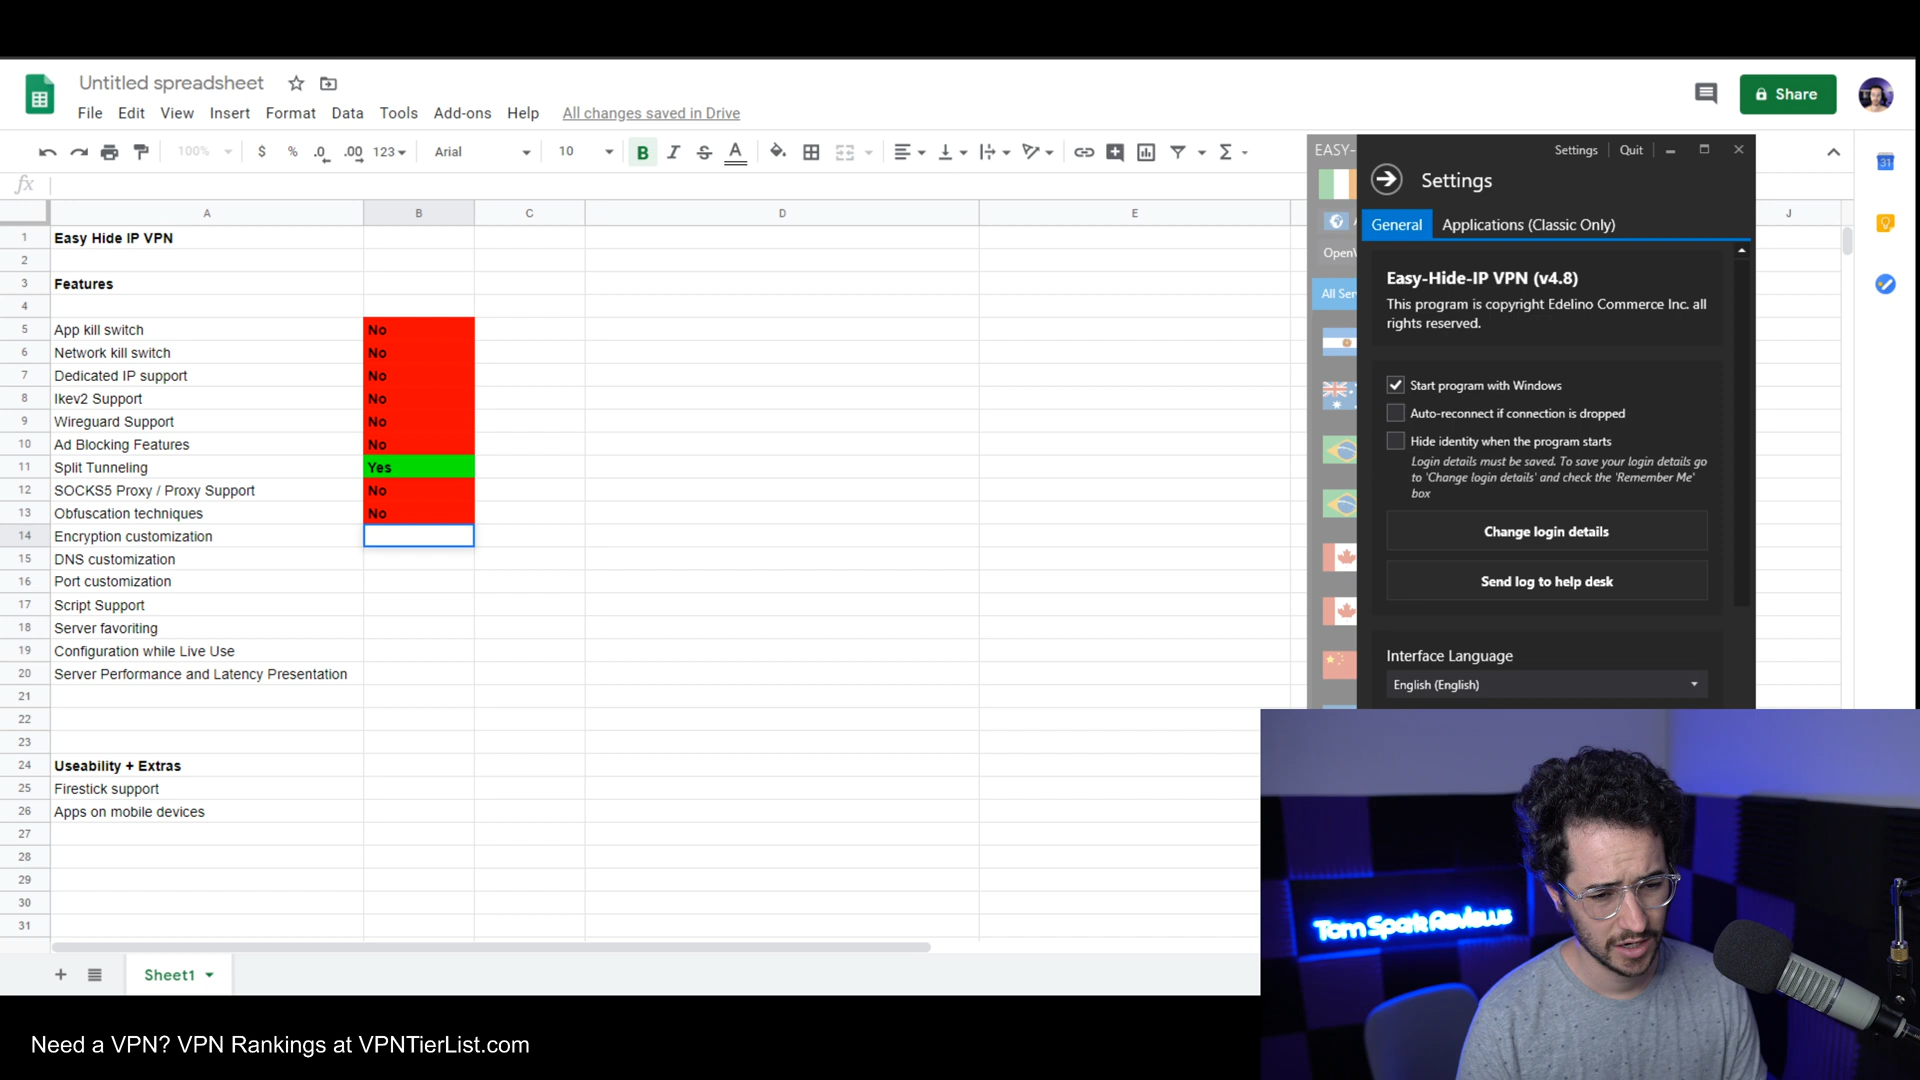 Untitled spreadsheet
File Edit View Insert Format Data Tools Add-ons Help All changes saved in Drive
Share
100% $ % .0 .00 123 Arial 10 B I S A Σ
31
fx
A B C D E J
1 Easy Hide IP VPN
2
3 Features
4
5 App kill switch No
6 Network kill switch No
7 Dedicated IP support No
8 Ikev2 Support No
9 Wireguard Support No
10 Ad Blocking Features No
11 Split Tunneling Yes
12 SOCKS5 Proxy / Proxy Support No
13 Obfuscation techniques No
14 Encryption customization
15 DNS customization
16 Port customization
17 Script Support
18 Server favoriting
19 Configuration while Live Use
20 Server Performance and Latency Presentation
21
22
23
24 Useability + Extras
25 Firestick support
26 Apps on mobile devices
27
28
29
30
31
Sheet1
EASY-
OpenV
All Ser
Settings Quit
Settings
General Applications (Classic Only)
Easy-Hide-IP VPN (v4.8)
This program is copyright Edelino Commerce Inc. all
rights reserved.
Start program with Windows
Auto-reconnect if connection is dropped
Hide identity when the program starts
Login details must be saved. To save your login details go
to 'Change login details' and check the 'Remember Me'
box
Change login details
Send log to help desk
Interface Language
English (English)
Tom Spark Reviews
Need a VPN? VPN Rankings at VPNTierList.com